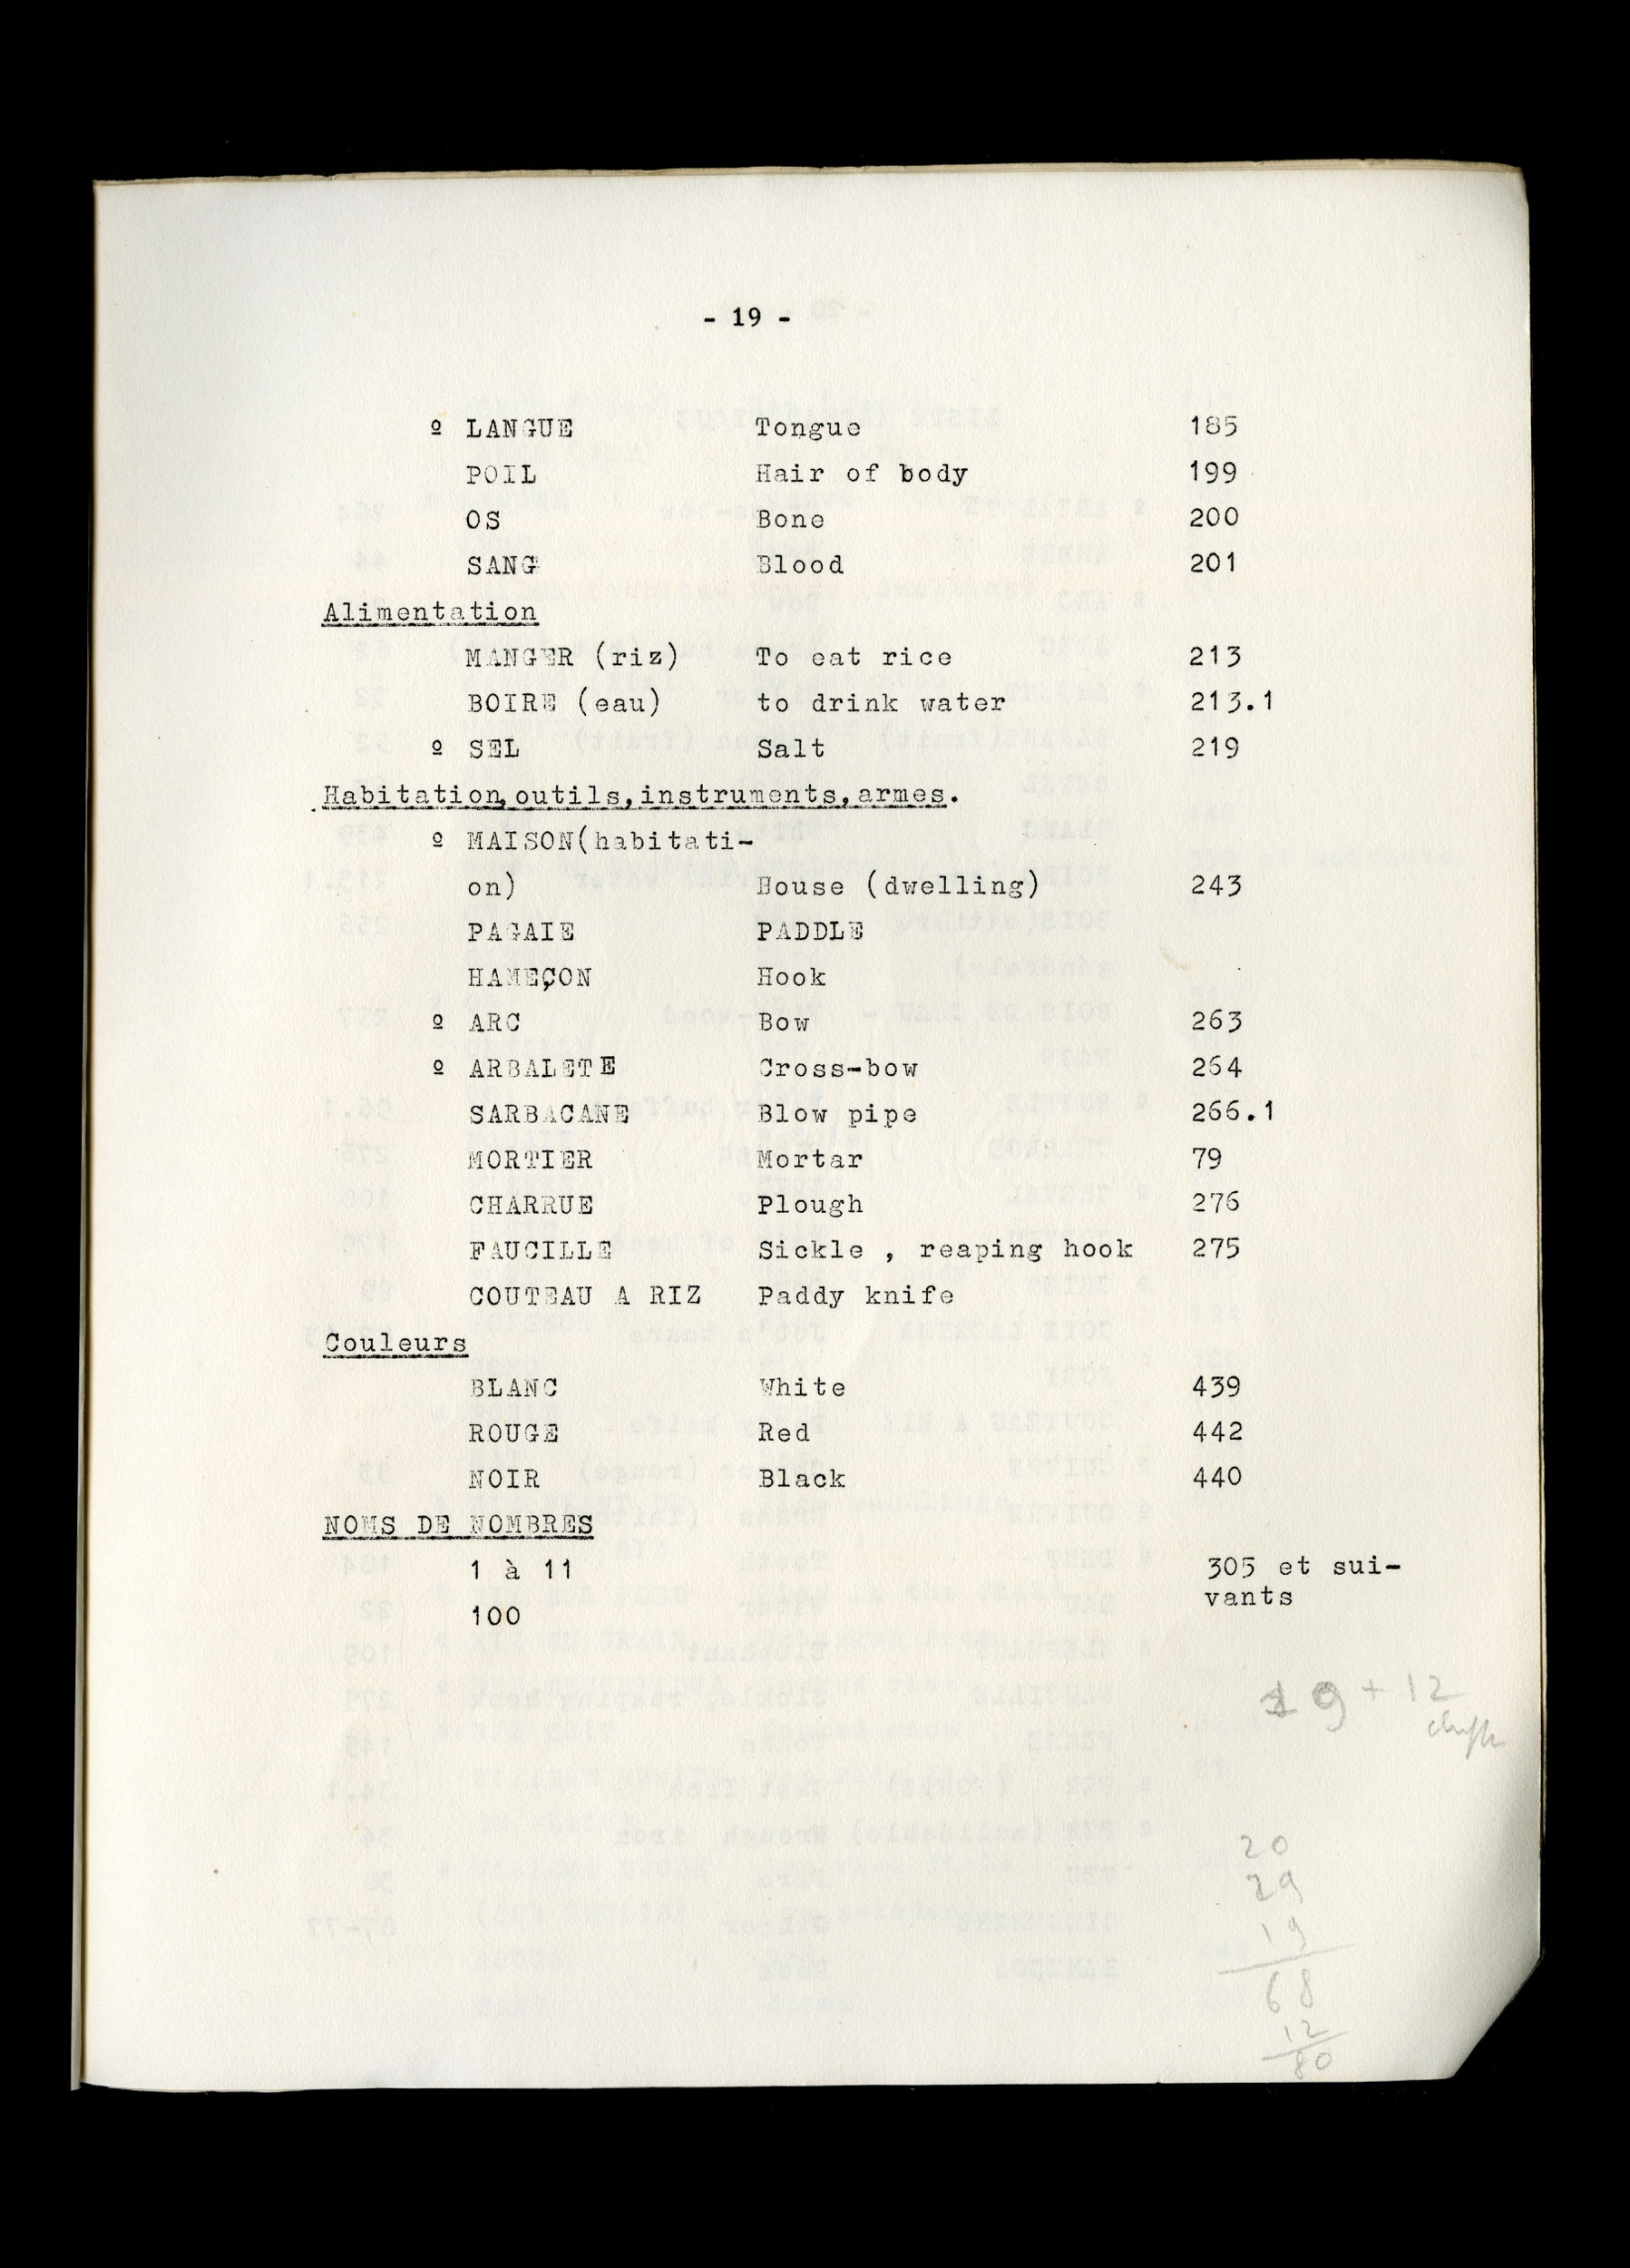 - 19 -
º LANGUE Tongue 185
POIL Hair of body 199
OS Bone 200
SANG Blood 201
Alimentation
MANGER (riz) To eat rice 213
BOIRE (eau) to drink water 213.1
º SEL Salt 219
Habitation,outils,instruments,armes.
º MAISON(habitati-
on) House (dwelling) 243
PAGAIE PADDLE
HAMEÇON Hook
º ARC Bow 263
º ARBALETE Cross-bow 264
SARBACANE Blow pipe 266.1
MORTIER Mortar 79
CHARRUE Plough 276
FAUCILLE Sickle , reaping hook 275
COUTEAU A RIZ Paddy knife
Couleurs
BLANC White 439
ROUGE Red 442
NOIR Black 440
NOMS DE NOMBRES
1 à 11 305 et sui-
vants
100
19 + 12
20
29
19
68
12
80